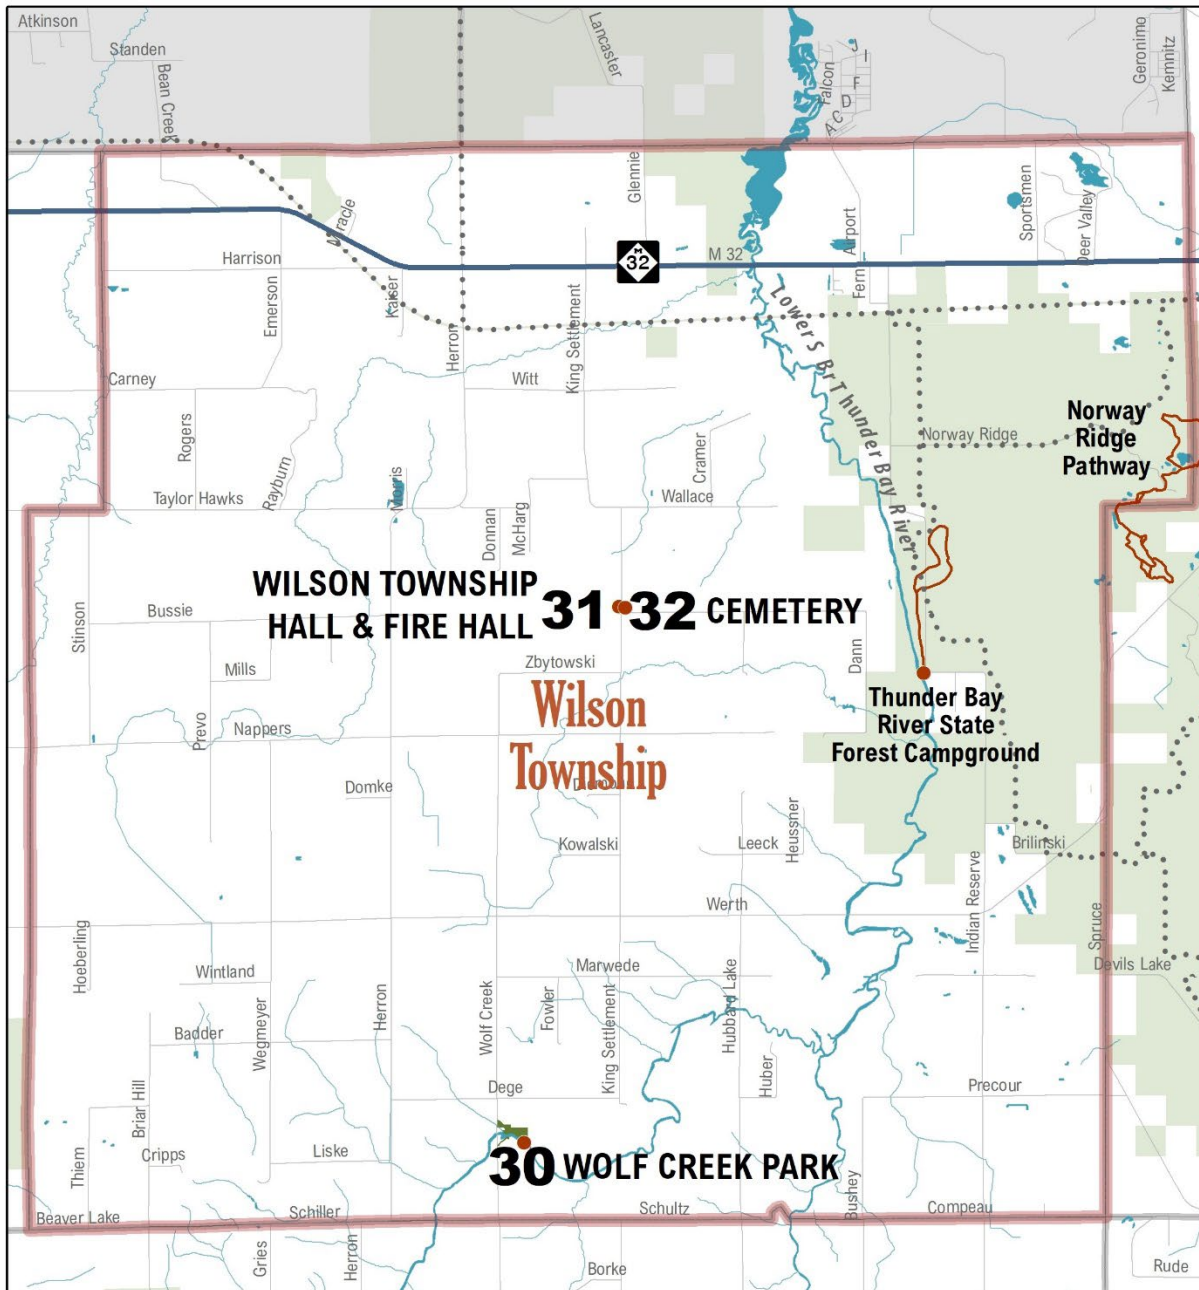 Atkinson
Standen
Bean Creek
Lancaster
Falcon
J
I
F
D
C
A
Geronimo
Kemnitz
Glennie
Airport
Sportsmen
Deer Valley
Harrison
M
32
M 32
Emerson
Kaiser
Herron
King Settlement
Fern
Lower S Br Thunder Bay River
Carney
Witt
Rogers
Rayburn
Cramer
Norway Ridge
Norway
Ridge
Pathway
Taylor Hawks
Morris
Donnan
McHarg
Wallace
WILSON TOWNSHIP
HALL & FIRE HALL
31
32 CEMETERY
Stinson
Bussie
Zbytowski
Dann
Mills
Prevo
Nappers
Wilson
Township
Thunder Bay
River State
Forest Campground
Domke
Kowalski
Leeck
Heussner
Brilinski
Werth
Indian Reserve
Spruce
Hoeberling
Wintland
Marwede
Devils Lake
Badder
Wegmeyer
Herron
Wolf Creek
Fowler
King Settlement
Hubbard Lake
Huber
Dege
Precour
Briar Hill
Thiem
Cripps
Liske
30 WOLF CREEK PARK
Beaver Lake
Schiller
Schultz
Bushey
Compeau
Gries
Herron
Borke
Rude